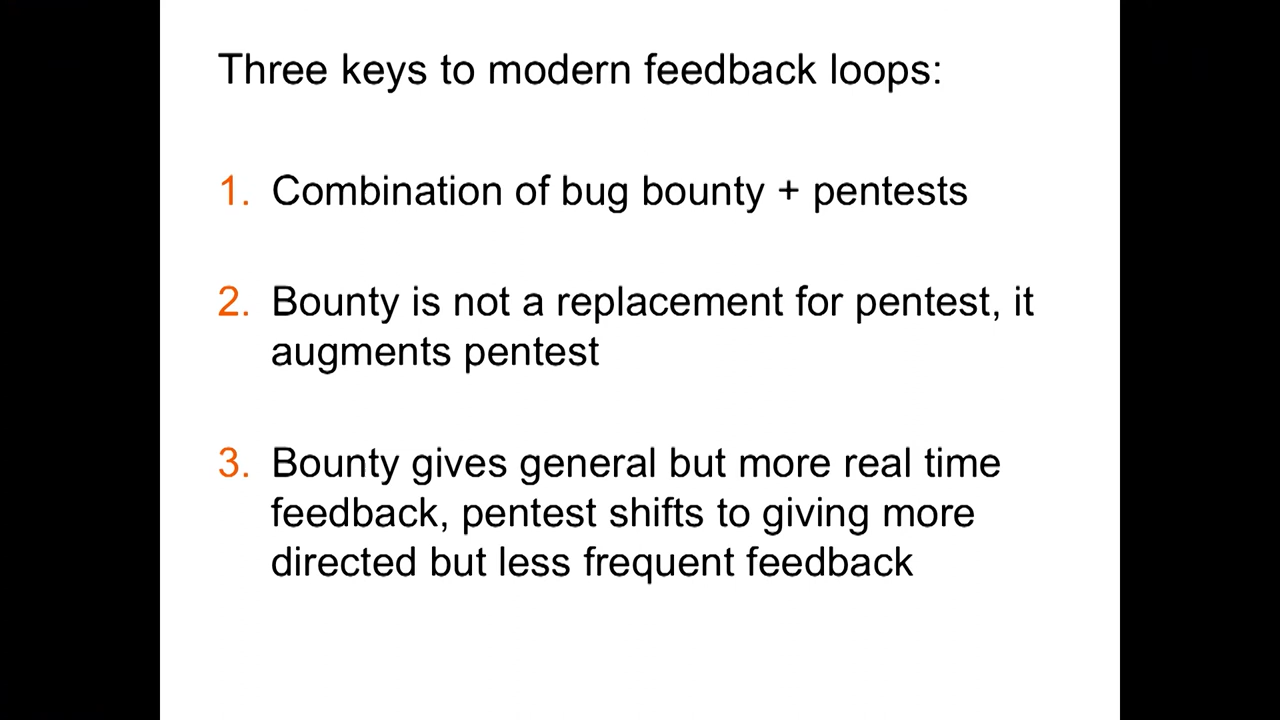 Three keys to modern feedback loops:
1. Combination of bug bounty + pentests
2. Bounty is not a replacement for pentest, it
augments pentest
3. Bounty gives general but more real time
feedback, pentest shifts to giving more
directed but less frequent feedback